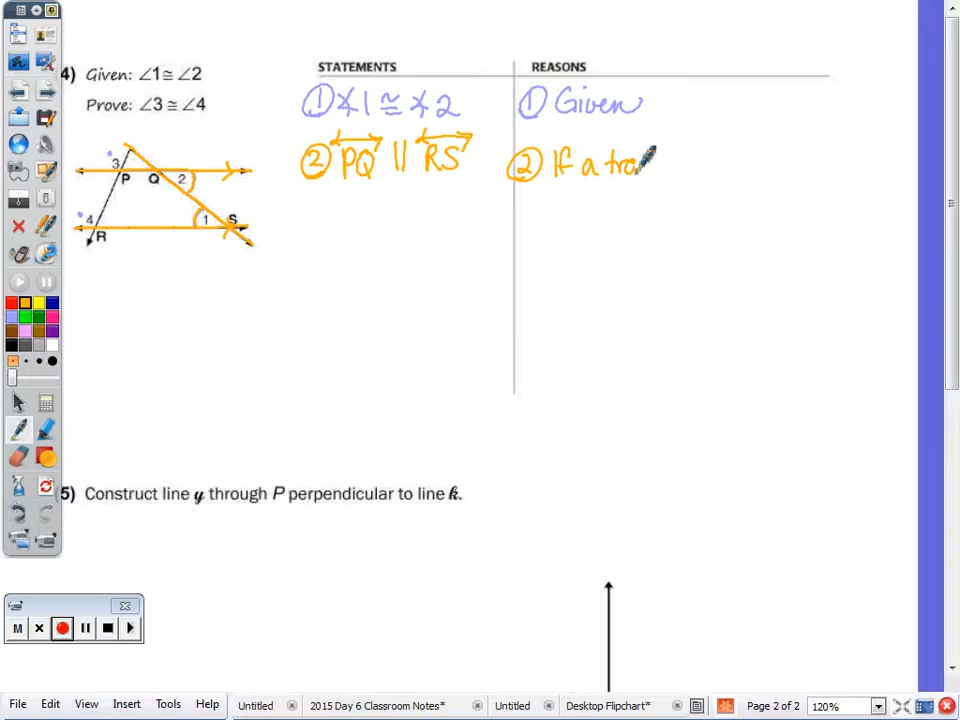 4) Given: ∠1≅∠2
Prove: ∠3≅∠4
STATEMENTS
REASONS
① ∡1 ≅ ∡2
① Given
② PQ || RS
② If a tra
3
P
Q
2
4
R
1
S
5) Construct line y through P perpendicular to line k.
M
File Edit View Insert Tools Help
Untitled
2015 Day 6 Classroom Notes*
Untitled
Desktop Flipchart*
Page 2 of 2
120%